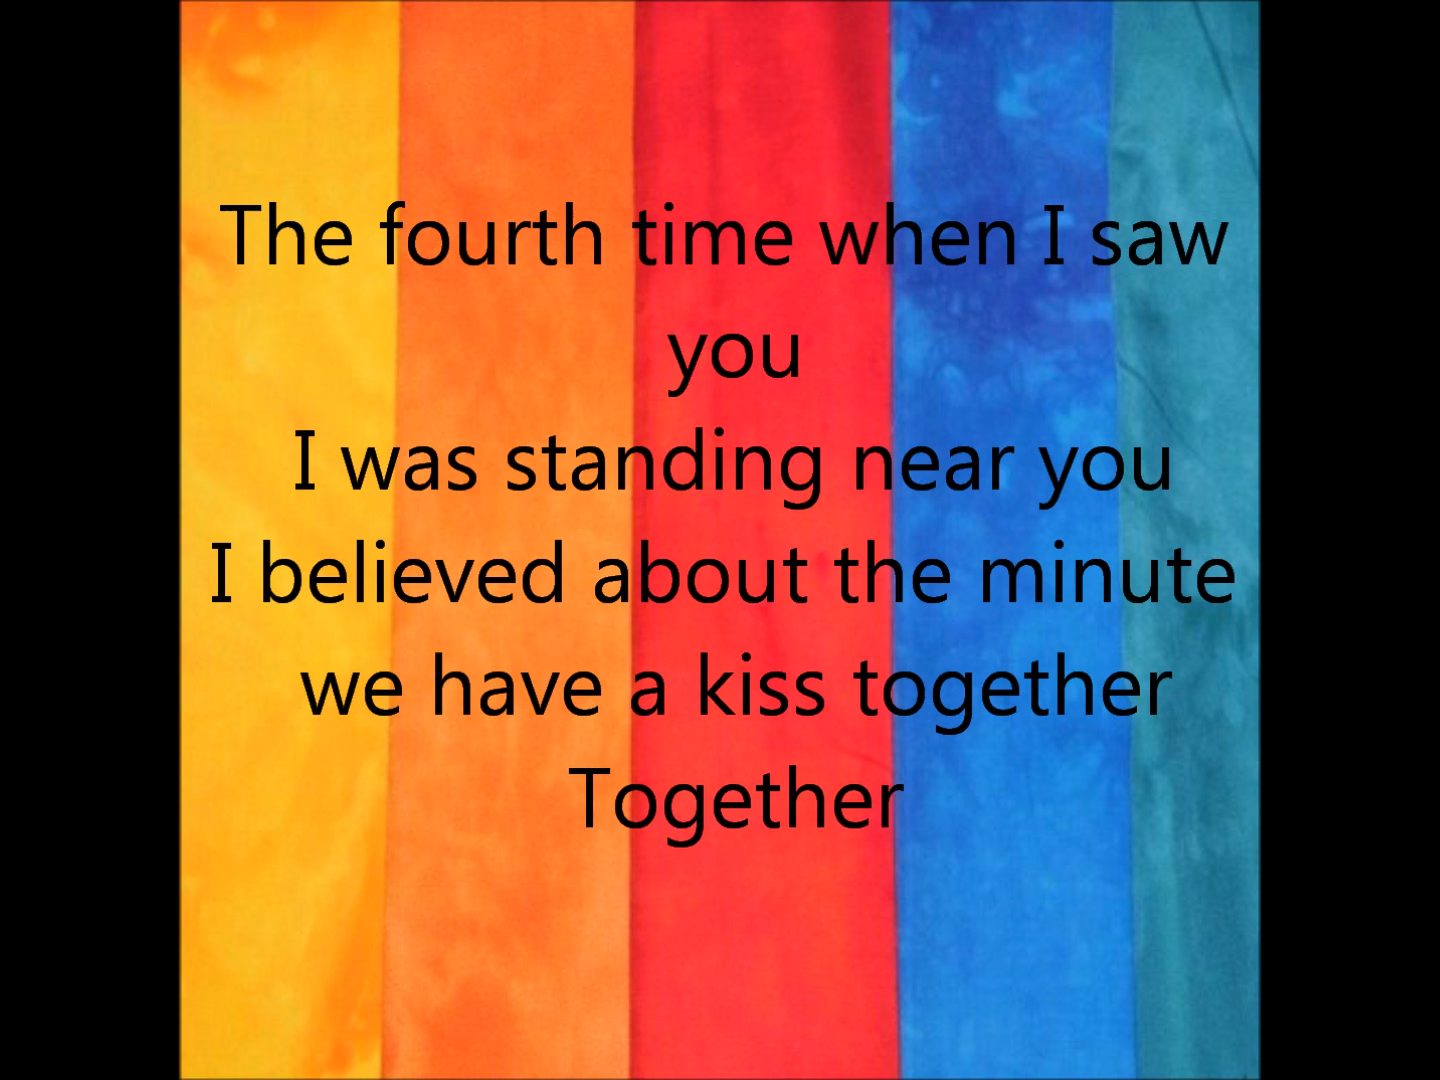 The fourth time when I saw
you
I was standing near you
I believed about the minute
we have a kiss together
Together